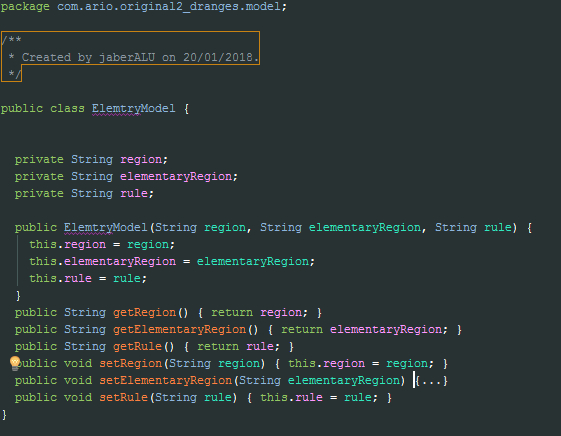 package com.ario.original2_dranges.model;
/**
 * Created by jaberALU on 20/01/2018.
 */
public class ElemtryModel {
private String region;
private String elementaryRegion;
private String rule;
public ElemtryModel(String region, String elementaryRegion, String rule) {
this.region = region;
this.elementaryRegion = elementaryRegion;
this.rule = rule;
}
public String getRegion() { return region; }
public String getElementaryRegion() { return elementaryRegion; }
public String getRule() { return rule; }
public void setRegion(String region) { this.region = region; }
public void setElementaryRegion(String elementaryRegion) {...}
public void setRule(String rule) { this.rule = rule; }
}